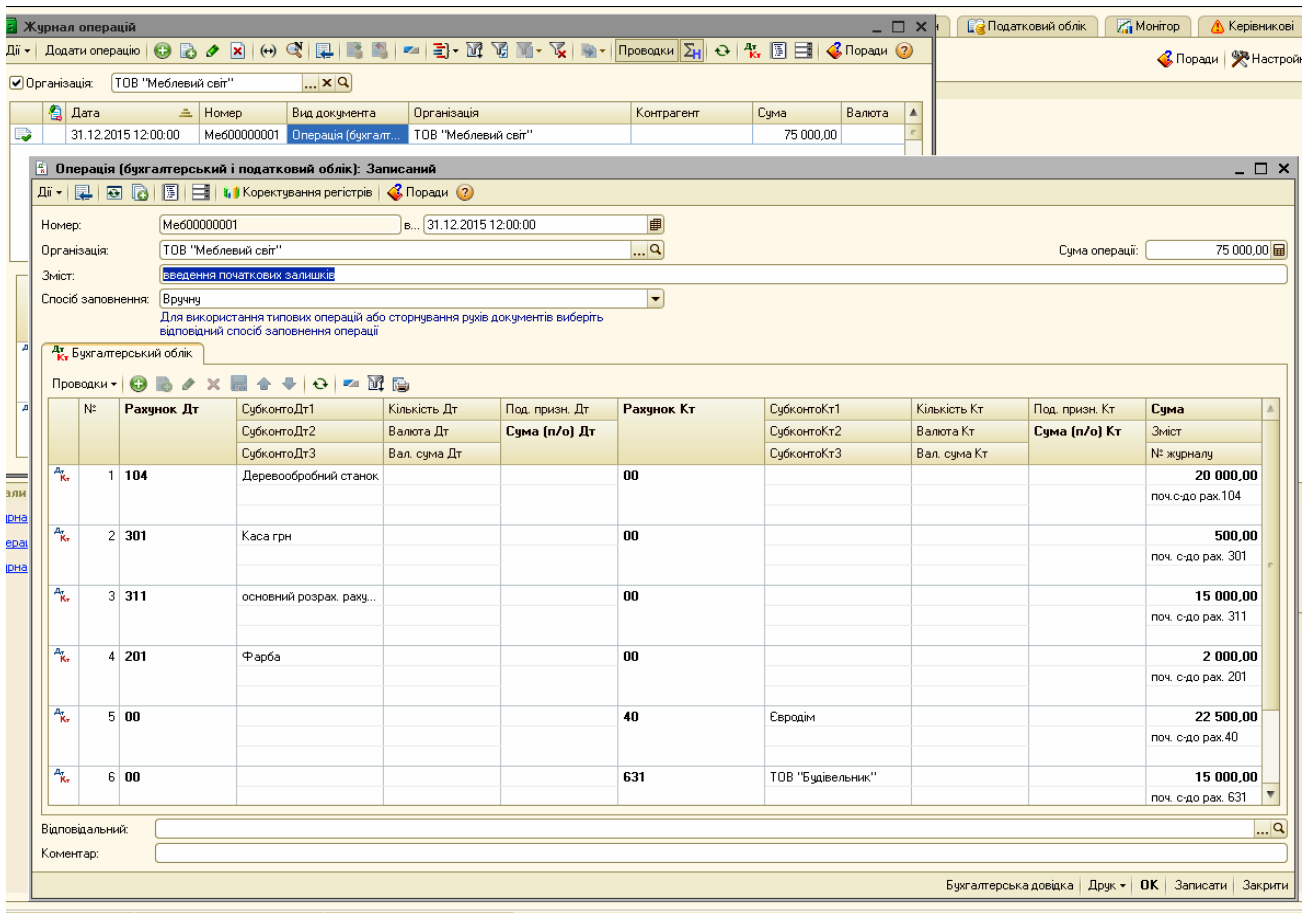 Журнал операцій
Податковий облік
Монітор
Керівникові
Дії
Додати операцію
Проводки
Поради
Поради
Настрой
Організація:
ТОВ "Меблевий світ"
Дата
Номер
Вид документа
Організація
Контрагент
Сума
Валюта
31.12.2015 12:00:00
Меб00000001
Операція (бухгалт...
ТОВ "Меблевий світ"
75 000,00
Операція (бухгалтерський і податковий облік): Записаний
Дії
Коректування регістрів
Поради
Номер:
Меб00000001
в...
31.12.2015 12:00:00
Організація:
ТОВ "Меблевий світ"
Сума операції:
75 000,00
Зміст:
введення початкових залишків
Спосіб заповнення:
Вручну
Для використання типових операцій або сторнування рухів документів виберіть
відповідний спосіб заповнення операції
Дт Кт Бухгалтерський облік
Проводки
№
Рахунок Дт
СубконтоДт1
Кількість Дт
Под. призн. Дт
Рахунок Кт
СубконтоКт1
Кількість Кт
Под. призн. Кт
Сума
СубконтоДт2
Валюта Дт
Сума (п/о) Дт
СубконтоКт2
Валюта Кт
Сума (п/о) Кт
Зміст
СубконтоДт3
Вал. сума Дт
СубконтоКт3
Вал. сума Кт
№ журналу
1
104
Деревообробний станок
00
20 000,00
поч.с-до рах.104
2
301
Каса грн
00
500,00
поч. с-до рах. 301
3
311
основний розрах. раху...
00
15 000,00
поч. с-до рах. 311
4
201
Фарба
00
2 000,00
поч. с-до рах. 201
5
00
40
Євродім
22 500,00
поч. с-до рах.40
6
00
631
ТОВ "Будівельник"
15 000,00
поч. с-до рах. 631
Відповідальний:
Коментар:
Бухгалтерська довідка
Друк
OK
Записати
Закрити